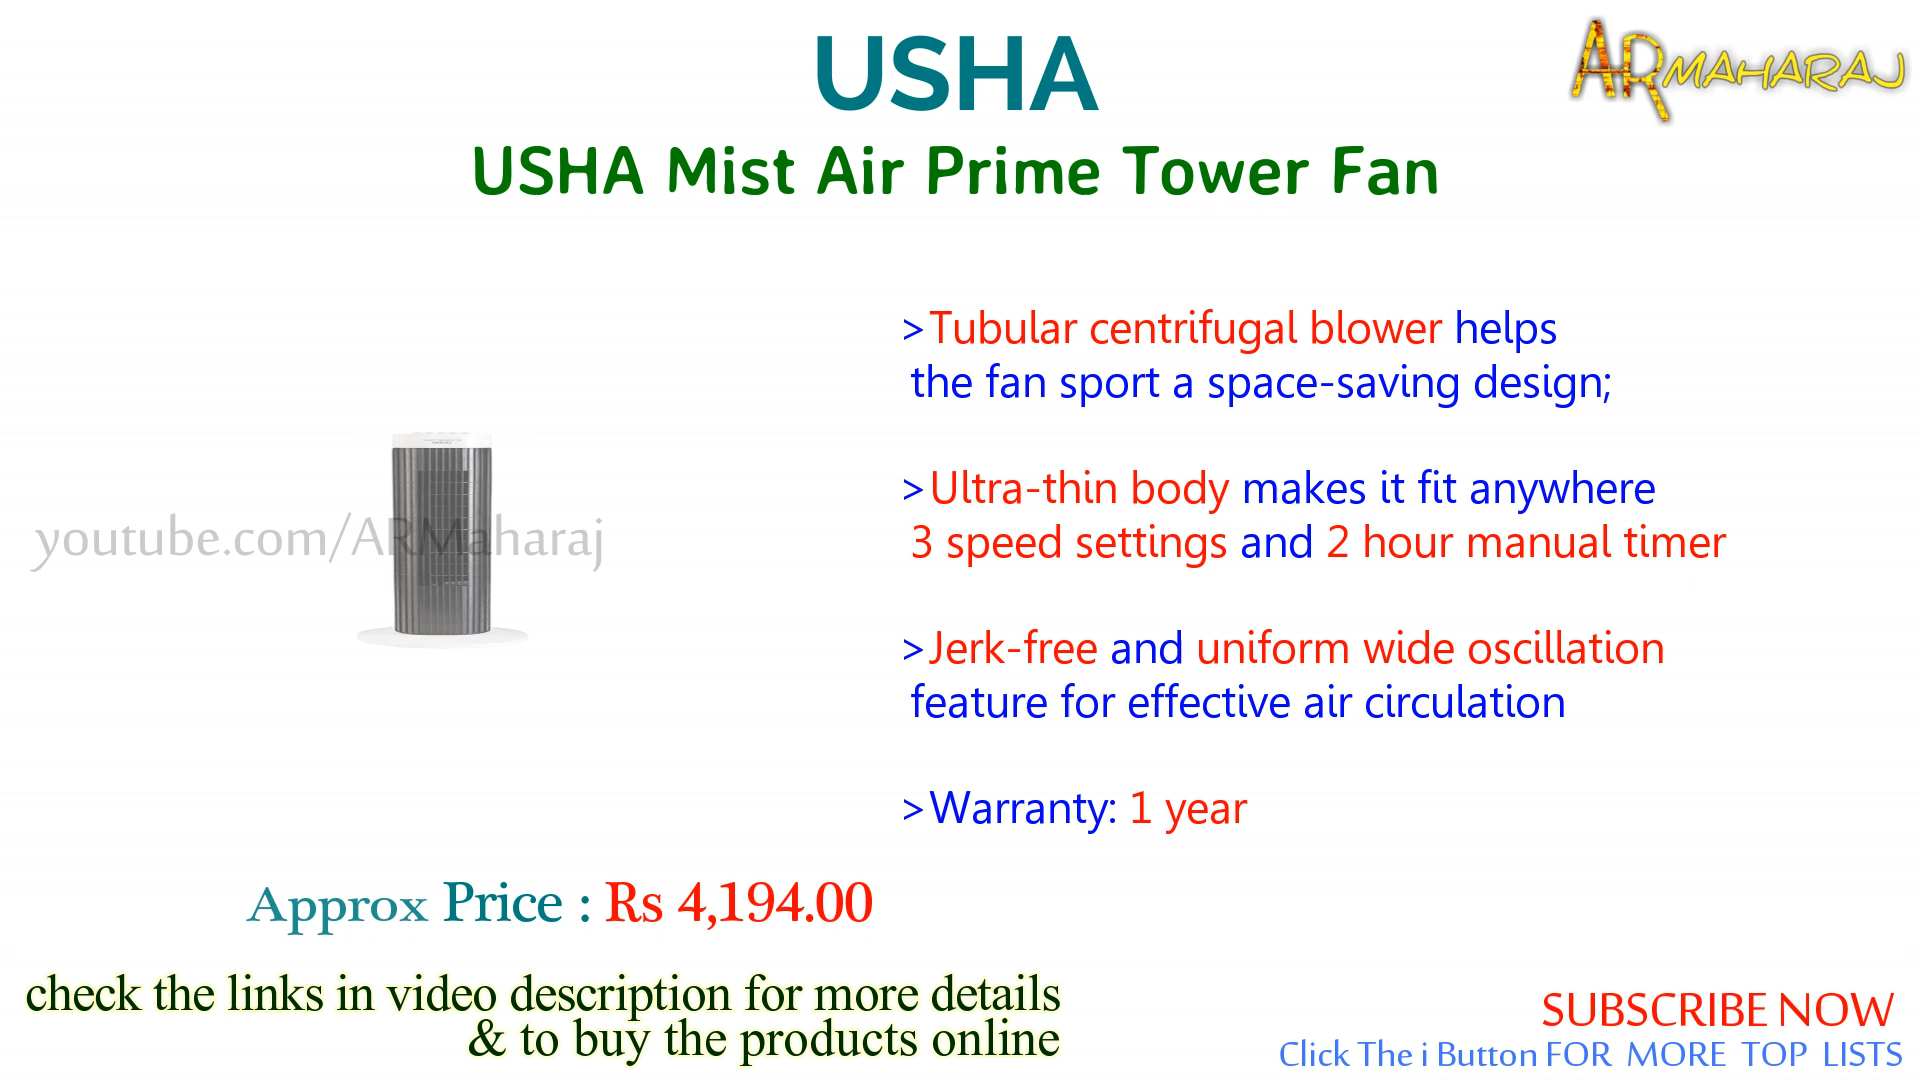 USHA
ARMAHARAJ
USHA Mist Air Prime Tower Fan
>Tubular centrifugal blower helps
the fan sport a space-saving design;
>Ultra-thin body makes it fit anywhere
3 speed settings and 2 hour manual timer
youtube.com/ARMaharaj
>Jerk-free and uniform wide oscillation
feature for effective air circulation
>Warranty: 1 year
Approx Price : Rs 4,194.00
check the links in video description for more details
& to buy the products online
SUBSCRIBE NOW
Click The i Button FOR MORE TOP LISTS